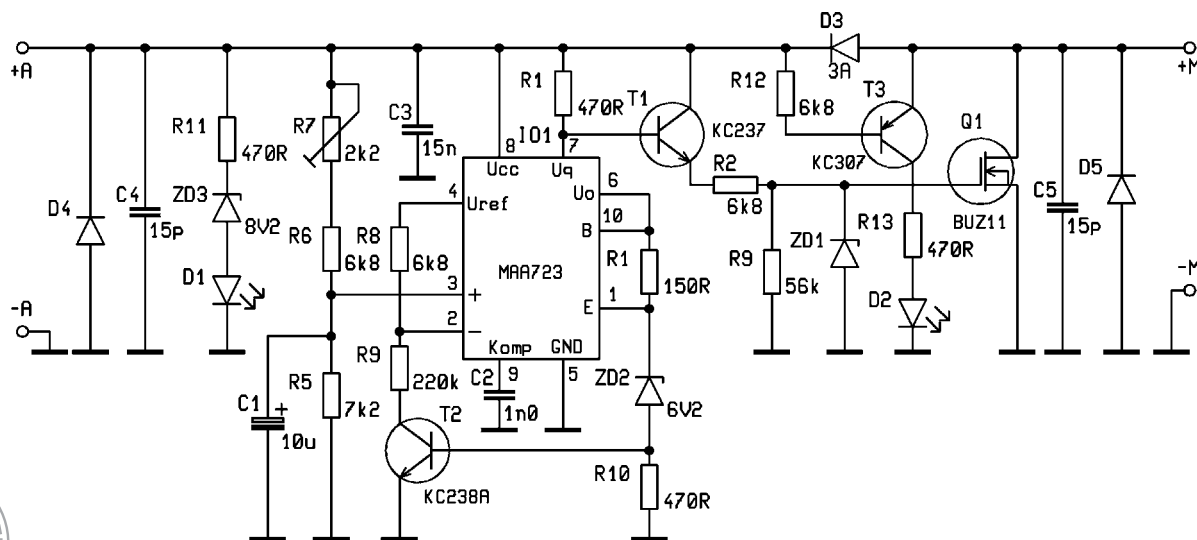 D3
+A
3A
+M
R11
470R
R7
2k2
C3
15n
R1
470R
T1
KC237
R12
6k8
T3
KC307
Q1
BUZ11
IO1
8
7
Ucc
Uq
4
Uref
6
Uo
10
B
MAA723
3
+
2
−
1
E
Komp
GND
9
5
R2
6k8
D4
C4
15p
ZD3
8V2
D1
R6
6k8
R8
6k8
R1
150R
R9
56k
ZD1
R13
470R
D2
C5
15p
D5
-A
-M
R9
220k
C2
1n0
ZD2
6V2
R5
7k2
C1
+
10u
T2
KC238A
R10
470R